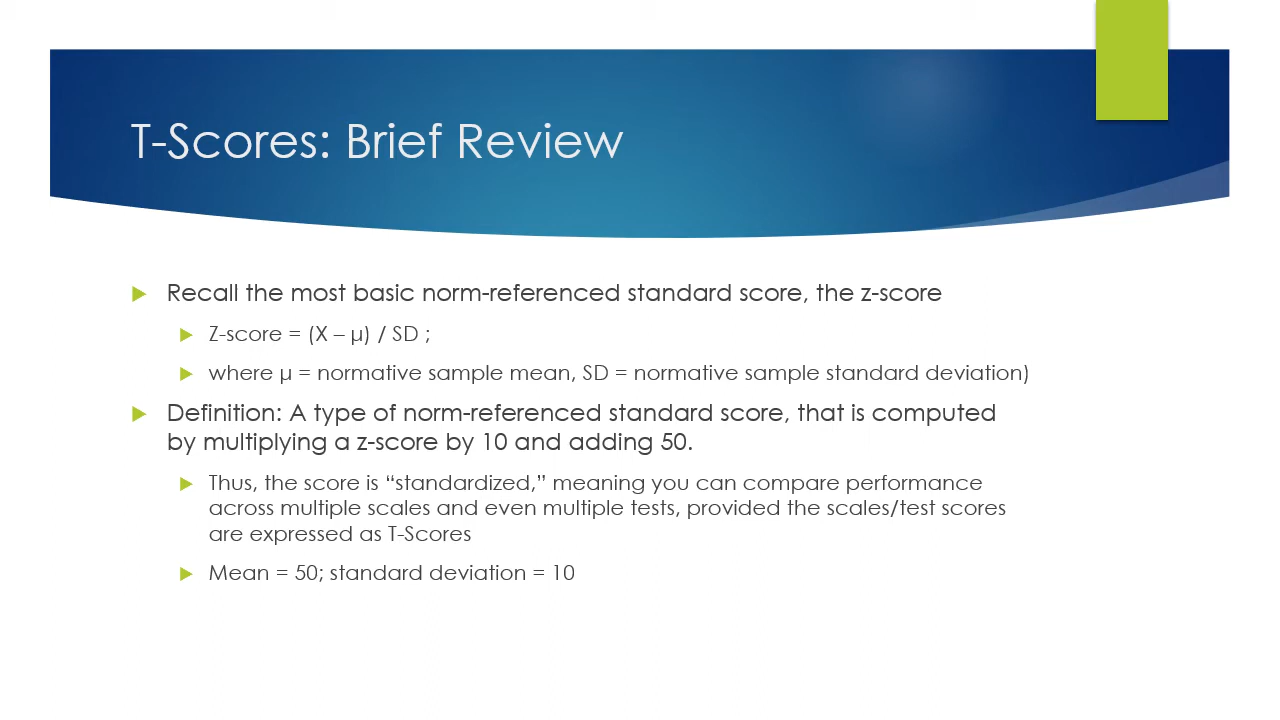 T-Scores: Brief Review
Recall the most basic norm-referenced standard score, the z-score
Z-score = (X – µ) / SD ;
where µ = normative sample mean, SD = normative sample standard deviation)
Definition: A type of norm-referenced standard score, that is computed
by multiplying a z-score by 10 and adding 50.
Thus, the score is “standardized,” meaning you can compare performance
across multiple scales and even multiple tests, provided the scales/test scores
are expressed as T-Scores
Mean = 50; standard deviation = 10